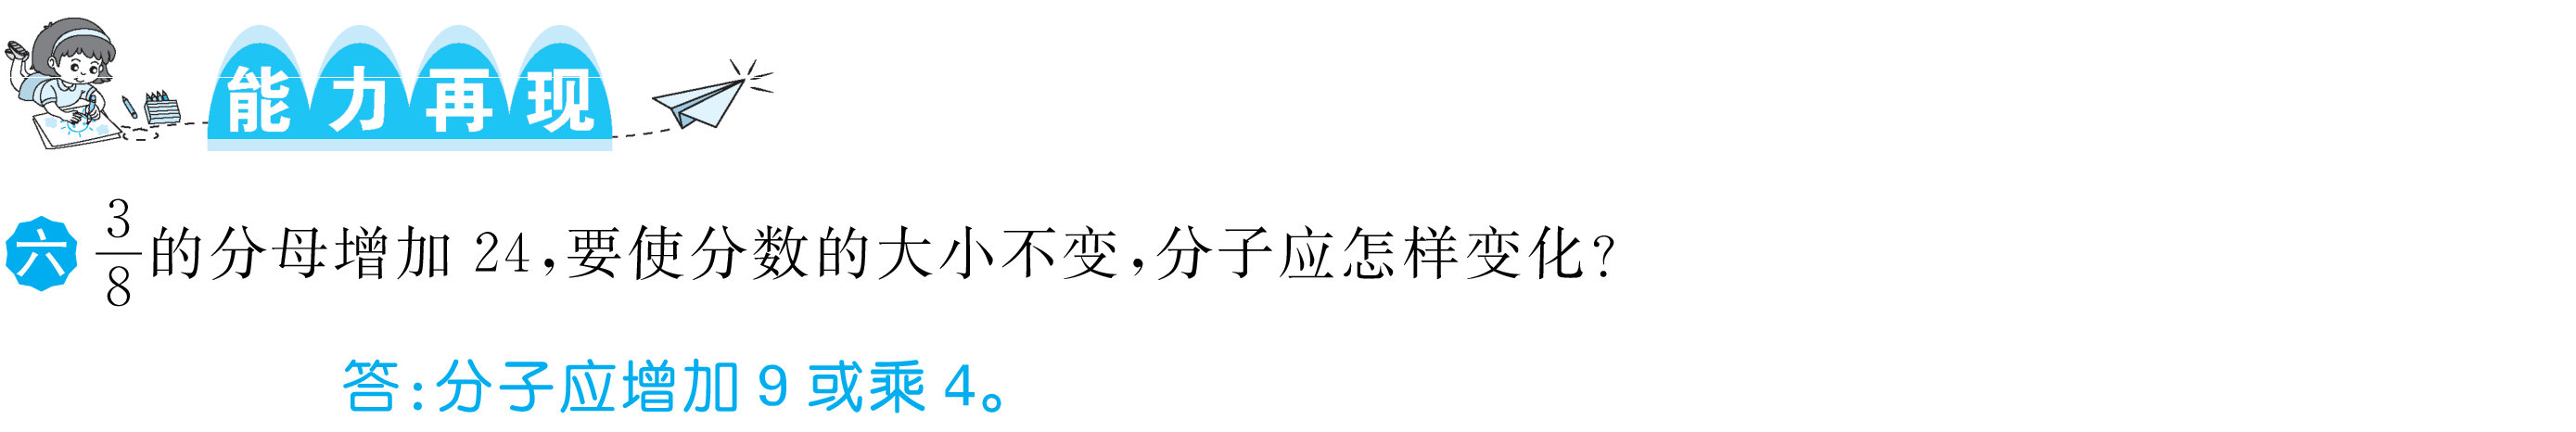 能力再现
六 3/8的分母增加 24,要使分数的大小不变,分子应怎样变化?
答:分子应增加 9 或乘 4。